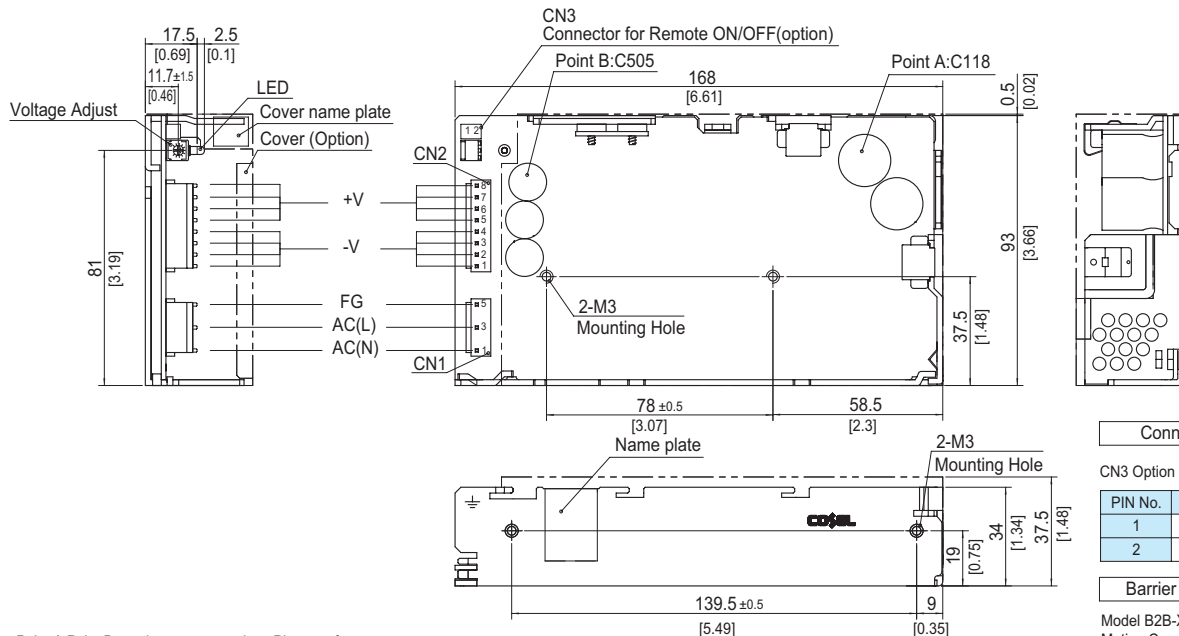 CN3
Connector for Remote ON/OFF(option)
17.5 2.5
[0.69] [0.1]
11.7±1.5
[0.46]
LED
Point B:C505
Point A:C118
168
[6.61]
0.5
[0.02]
Voltage Adjust
Cover name plate
Cover (Option)
1 2
CN2
8
7
6
5
4
3
2
1
+V
-V
81
[3.19]
93
[3.66]
FG
AC(L)
AC(N)
5
3
1
CN1
2-M3
Mounting Hole
37.5
[1.48]
78 ±0.5
[3.07]
58.5
[2.3]
Name plate
2-M3
Mounting Hole
COSEL
19
[0.75]
34
[1.34]
37.5
[1.48]
139.5 ±0.5
[5.49]
9
[0.35]
CN3 Option
PIN No.
1
2
Barrier
Model B2B-X